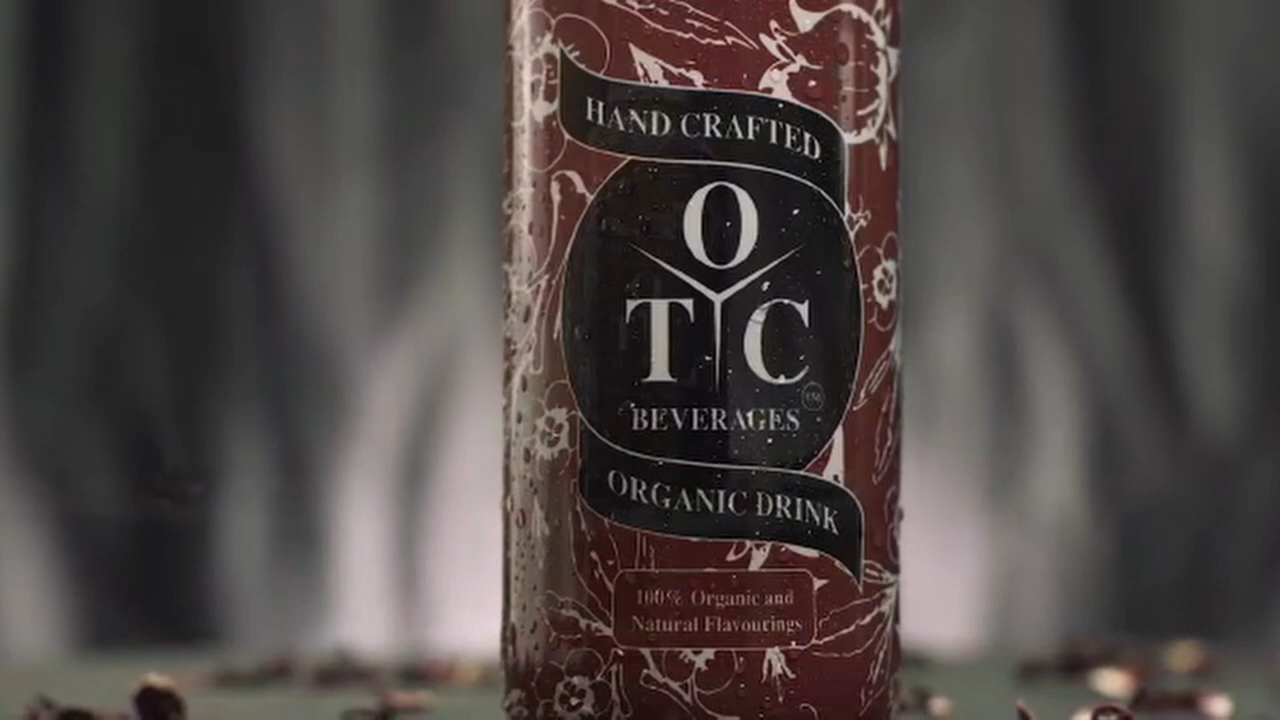 HAND CRAFTED
O
T C
TM
BEVERAGES
ORGANIC DRINK
100% Organic and
Natural Flavourings